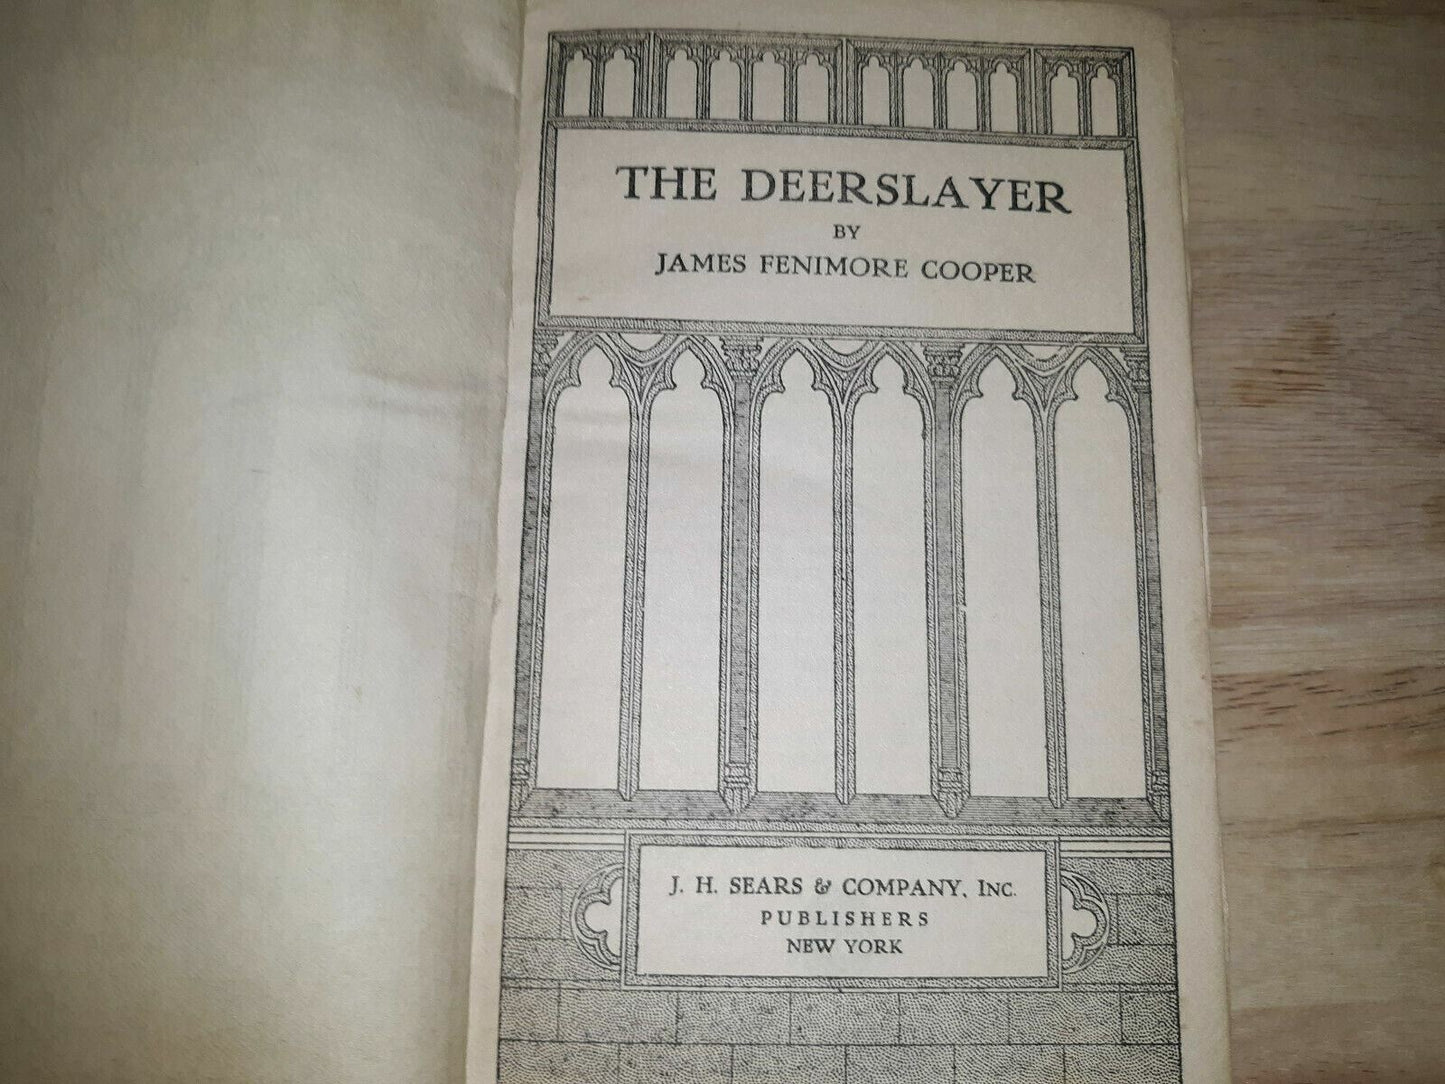 THE DEERSLAYER
BY
JAMES FENIMORE COOPER
J. H. SEARS & COMPANY, INC.
PUBLISHERS
NEW YORK